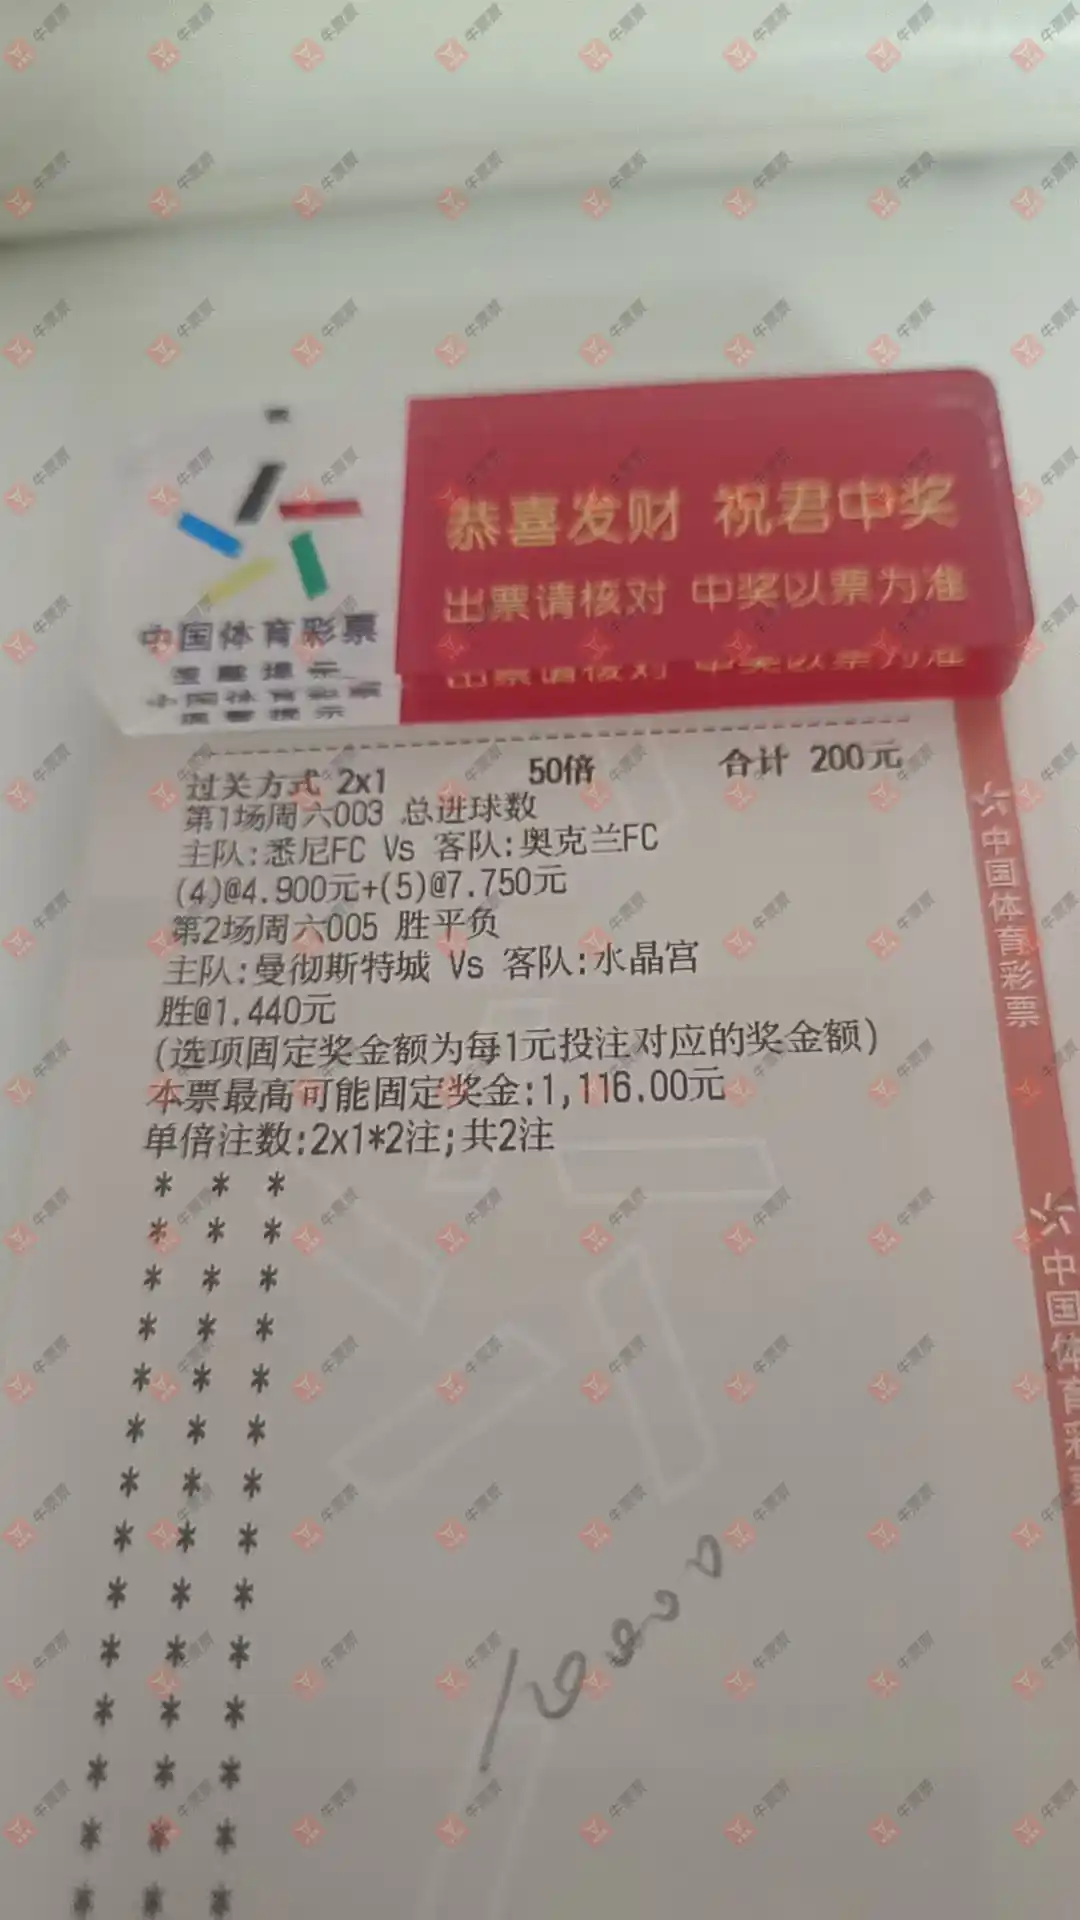 恭喜发财 祝君中奖
出票请核对 中奖以票为准
中国体育彩票
温馨提示
过关方式 2x1 50倍 合计 200元
第1场周六003 总进球数
主队:悉尼FC Vs 客队:奥克兰FC
(4)@4.900元+(5)@7.750元
第2场周六005 胜平负
主队:曼彻斯特城 Vs 客队:水晶宫
胜@1.440元
(选项固定奖金额为每1元投注对应的奖金额)
本票最高可能固定奖金:1,116.00元
单倍注数:2x1*2注;共2注
* * *
* * *
* * *
* * *
* * *
* * *
* * *
* * *
* * *
* * *
* * *
* * *
* * *
* * *
中国体育彩票
中国体育彩票
牛票票